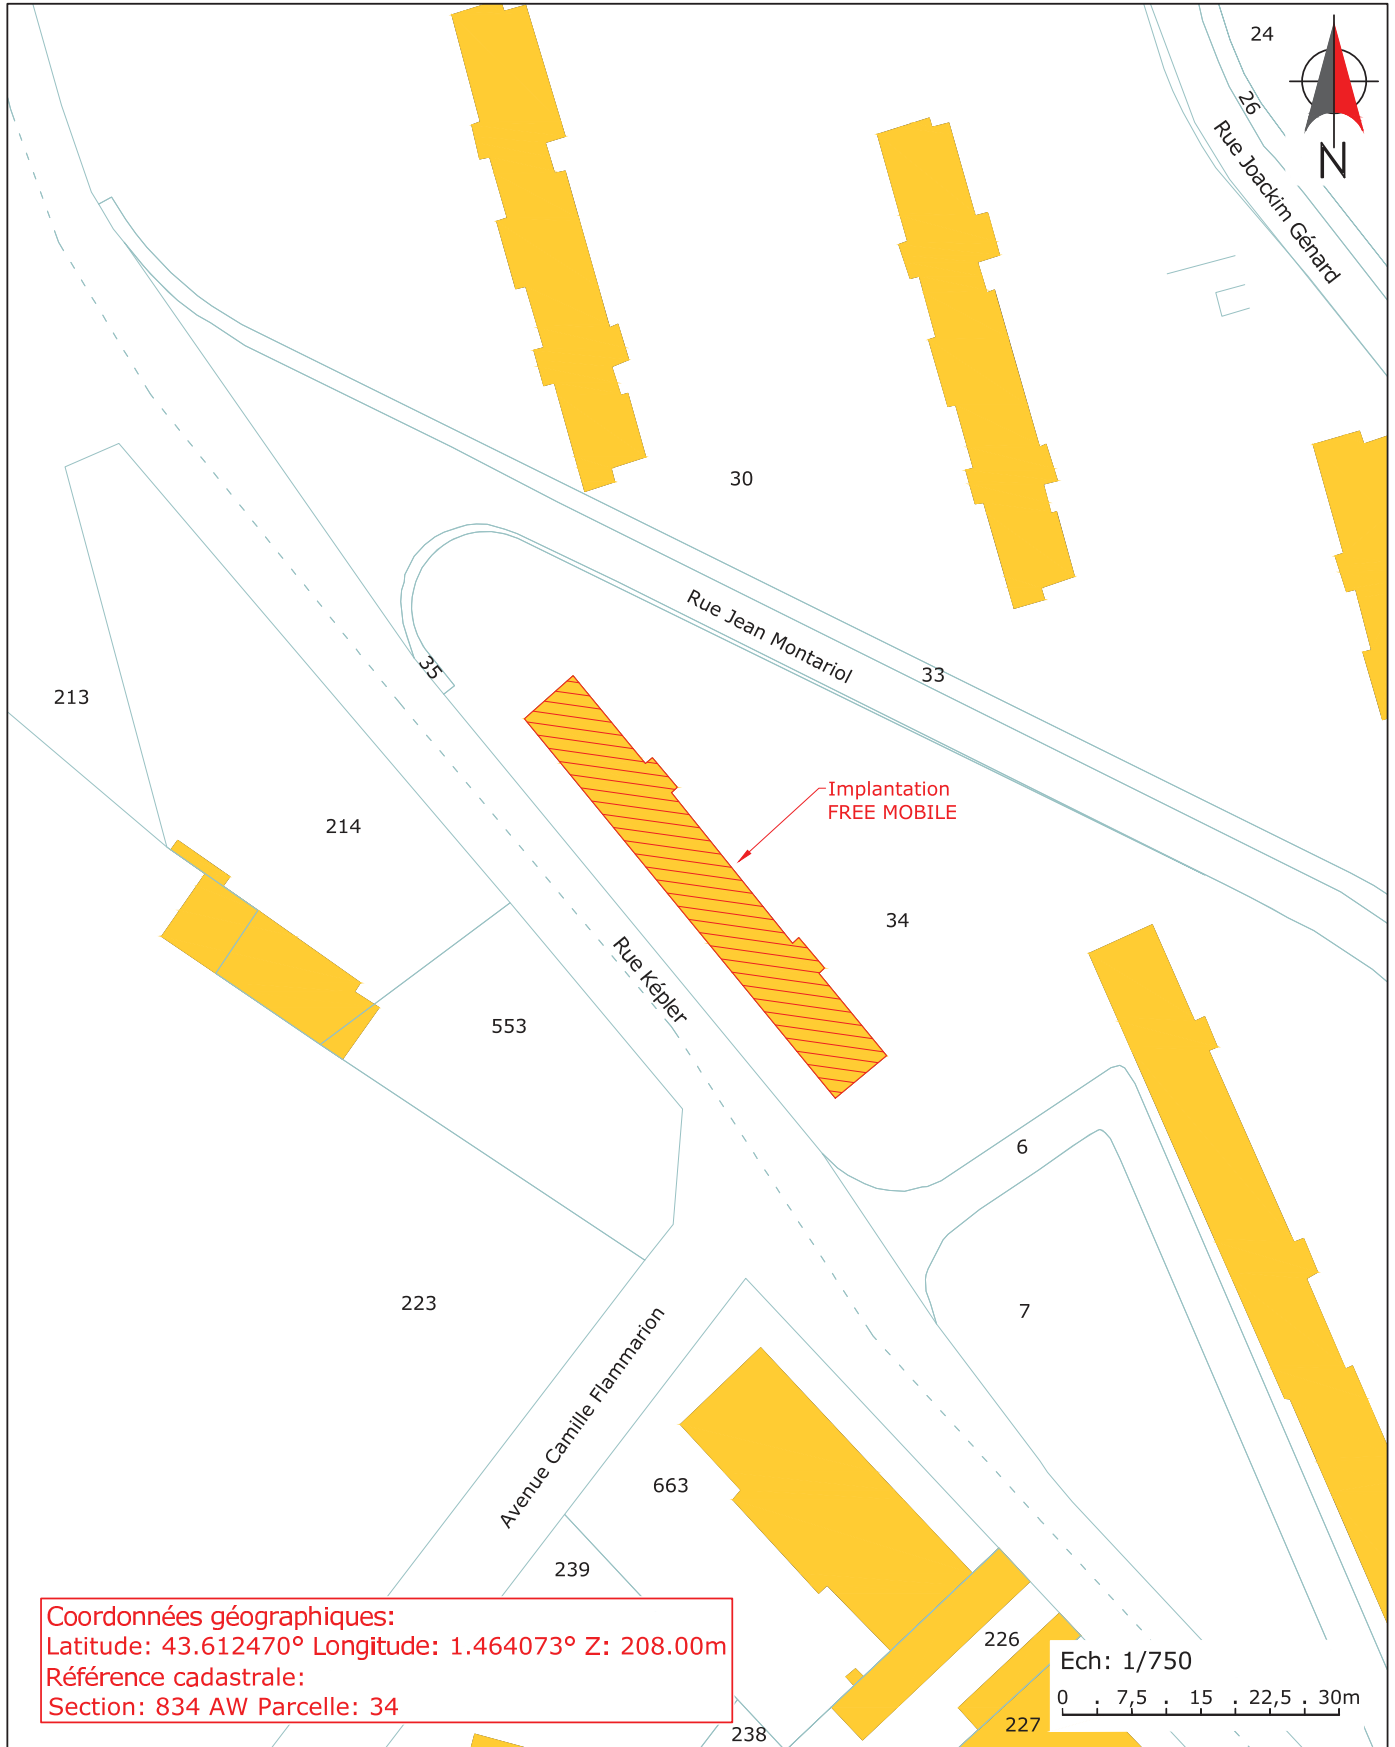 24
26
Rue Joackim Génard
N
30
Rue Jean Montariol
33
35
213
Implantation
FREE MOBILE
214
34
Rue Képler
553
6
223
7
Avenue Camille Flammarion
663
239
226
227
238
Coordonnées géographiques:
Latitude: 43.612470° Longitude: 1.464073° Z: 208.00m
Référence cadastrale:
Section: 834 AW Parcelle: 34
Ech: 1/750
0 . 7,5 . 15 . 22,5 . 30m